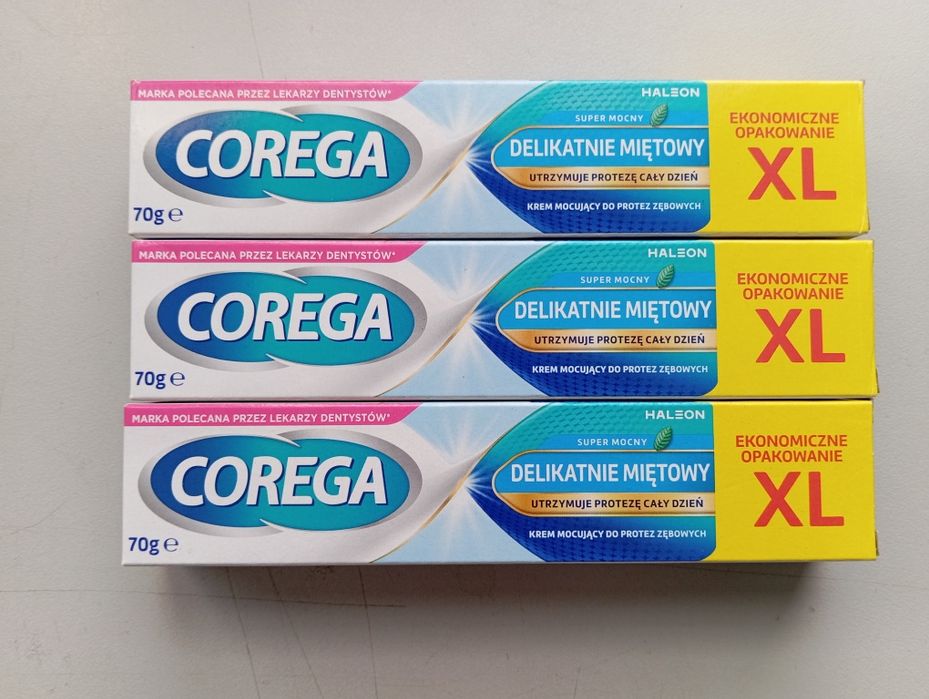 MARKA POLECANA PRZEZ LEKARZY DENTYSTÓW*
COREGA
70g ℮
HALEON
SUPER MOCNY
DELIKATNIE MIĘTOWY
UTRZYMUJE PROTEZĘ CAŁY DZIEŃ
KREM MOCUJĄCY DO PROTEZ ZĘBOWYCH
EKONOMICZNE
OPAKOWANIE
XL
MARKA POLECANA PRZEZ LEKARZY DENTYSTÓW*
COREGA
70g ℮
HALEON
SUPER MOCNY
DELIKATNIE MIĘTOWY
UTRZYMUJE PROTEZĘ CAŁY DZIEŃ
KREM MOCUJĄCY DO PROTEZ ZĘBOWYCH
EKONOMICZNE
OPAKOWANIE
XL
MARKA POLECANA PRZEZ LEKARZY DENTYSTÓW*
COREGA
70g ℮
HALEON
SUPER MOCNY
DELIKATNIE MIĘTOWY
UTRZYMUJE PROTEZĘ CAŁY DZIEŃ
KREM MOCUJĄCY DO PROTEZ ZĘBOWYCH
EKONOMICZNE
OPAKOWANIE
XL